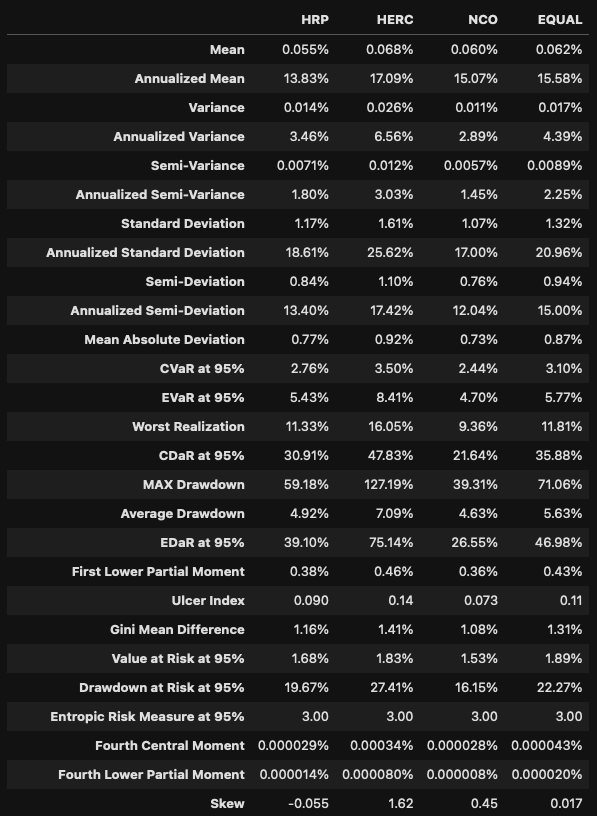 HRP HERC NCO EQUAL
Mean 0.055% 0.068% 0.060% 0.062%
Annualized Mean 13.83% 17.09% 15.07% 15.58%
Variance 0.014% 0.026% 0.011% 0.017%
Annualized Variance 3.46% 6.56% 2.89% 4.39%
Semi-Variance 0.0071% 0.012% 0.0057% 0.0089%
Annualized Semi-Variance 1.80% 3.03% 1.45% 2.25%
Standard Deviation 1.17% 1.61% 1.07% 1.32%
Annualized Standard Deviation 18.61% 25.62% 17.00% 20.96%
Semi-Deviation 0.84% 1.10% 0.76% 0.94%
Annualized Semi-Deviation 13.40% 17.42% 12.04% 15.00%
Mean Absolute Deviation 0.77% 0.92% 0.73% 0.87%
CVaR at 95% 2.76% 3.50% 2.44% 3.10%
EVaR at 95% 5.43% 8.41% 4.70% 5.77%
Worst Realization 11.33% 16.05% 9.36% 11.81%
CDaR at 95% 30.91% 47.83% 21.64% 35.88%
MAX Drawdown 59.18% 127.19% 39.31% 71.06%
Average Drawdown 4.92% 7.09% 4.63% 5.63%
EDaR at 95% 39.10% 75.14% 26.55% 46.98%
First Lower Partial Moment 0.38% 0.46% 0.36% 0.43%
Ulcer Index 0.090 0.14 0.073 0.11
Gini Mean Difference 1.16% 1.41% 1.08% 1.31%
Value at Risk at 95% 1.68% 1.83% 1.53% 1.89%
Drawdown at Risk at 95% 19.67% 27.41% 16.15% 22.27%
Entropic Risk Measure at 95% 3.00 3.00 3.00 3.00
Fourth Central Moment 0.000029% 0.00034% 0.000028% 0.000043%
Fourth Lower Partial Moment 0.000014% 0.000080% 0.000008% 0.000020%
Skew -0.055 1.62 0.45 0.017